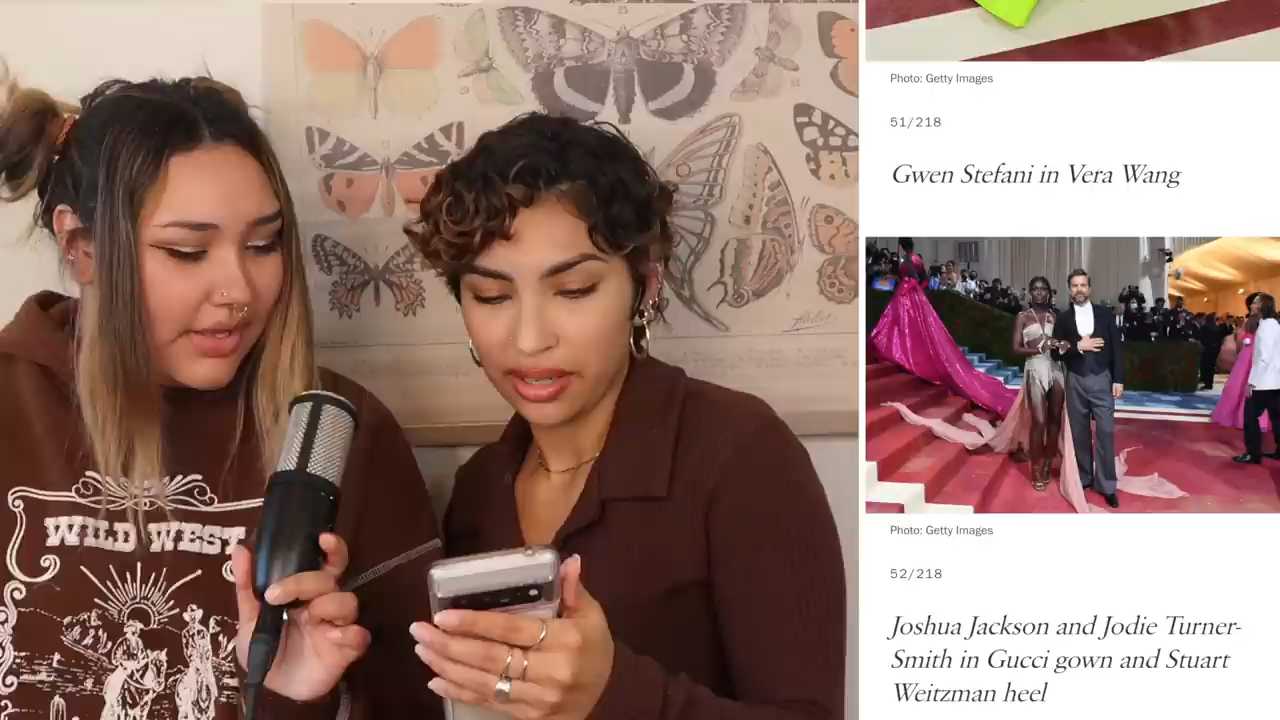 WILD WEST
Photo: Getty Images
51/218
Gwen Stefani in Vera Wang
Photo: Getty Images
52/218
Joshua Jackson and Jodie Turner-
Smith in Gucci gown and Stuart
Weitzman heel